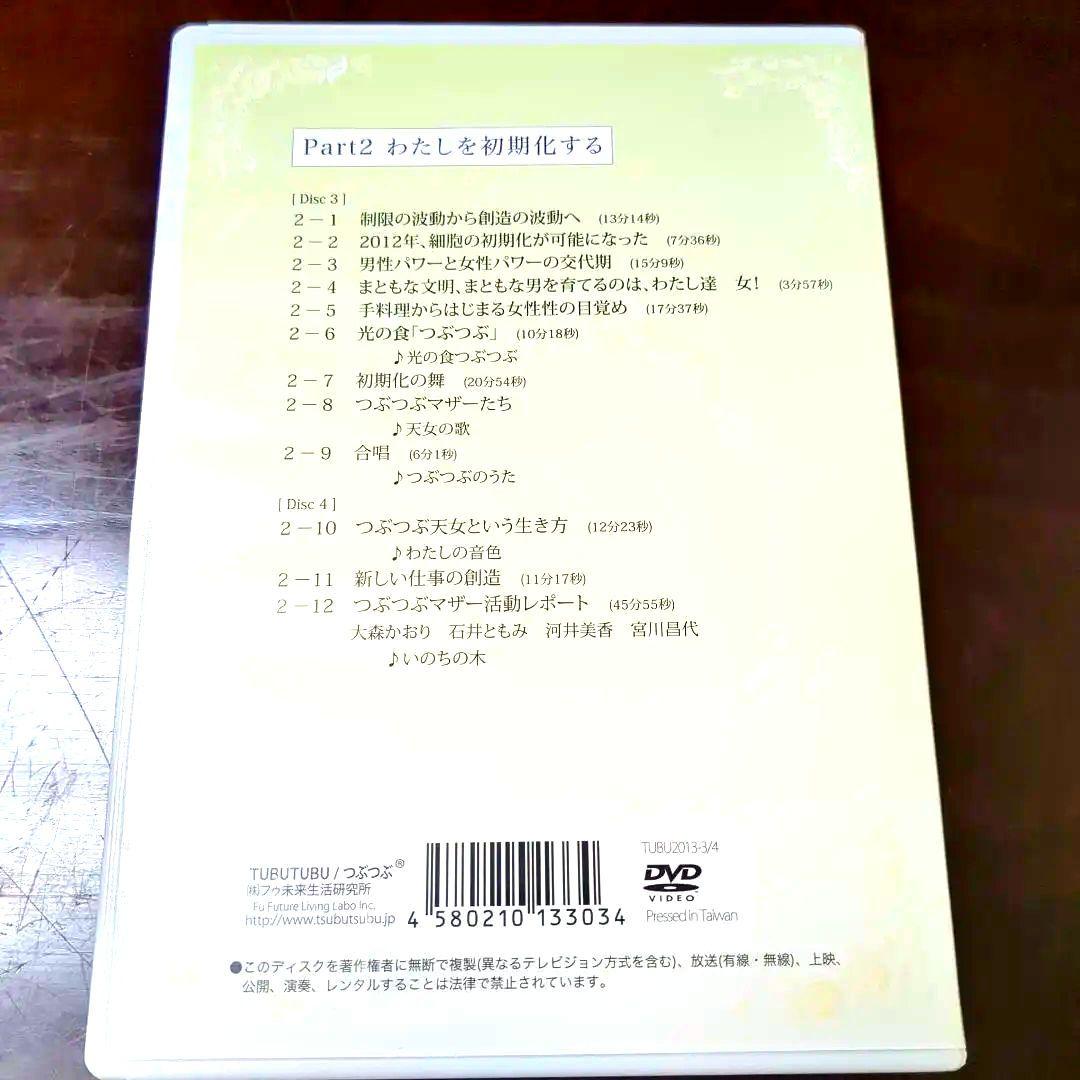 Part2 わたしを初期化する
[ Disc 3 ]
2－1 制限の波動から創造の波動へ (13分14秒)
2－2 2012年、細胞の初期化が可能になった (7分36秒)
2－3 男性パワーと女性パワーの交代期 (15分9秒)
2－4 まともな文明、まともな男を育てるのは、わたし達 女! (3分57秒)
2－5 手料理からはじまる女性性の目覚め (17分37秒)
2－6 光の食「つぶつぶ」 (10分18秒)
♪光の食つぶつぶ
2－7 初期化の舞 (20分54秒)
2－8 つぶつぶマザーたち
♪天女の歌
2－9 合唱 (6分1秒)
♪つぶつぶのうた
[ Disc 4 ]
2－10 つぶつぶ天女という生き方 (12分23秒)
♪わたしの音色
2－11 新しい仕事の創造 (11分17秒)
2－12 つぶつぶマザー活動レポート (45分55秒)
大森かおり 石井ともみ 河井美香 宮川昌代
♪いのちの木
TUBUTUBU / つぶつぶ®
㈱フゥ未来生活研究所
Fu Future Living Labo Inc.
http://www.tsubutsubu.jp
4 580210 133034
TUBU2013-3/4
DVD
VIDEO
Pressed in Taiwan
●このディスクを著作権者に無断で複製(異なるテレビジョン方式を含む)、放送(有線・無線)、上映、
公開、演奏、レンタルすることは法律で禁止されています。